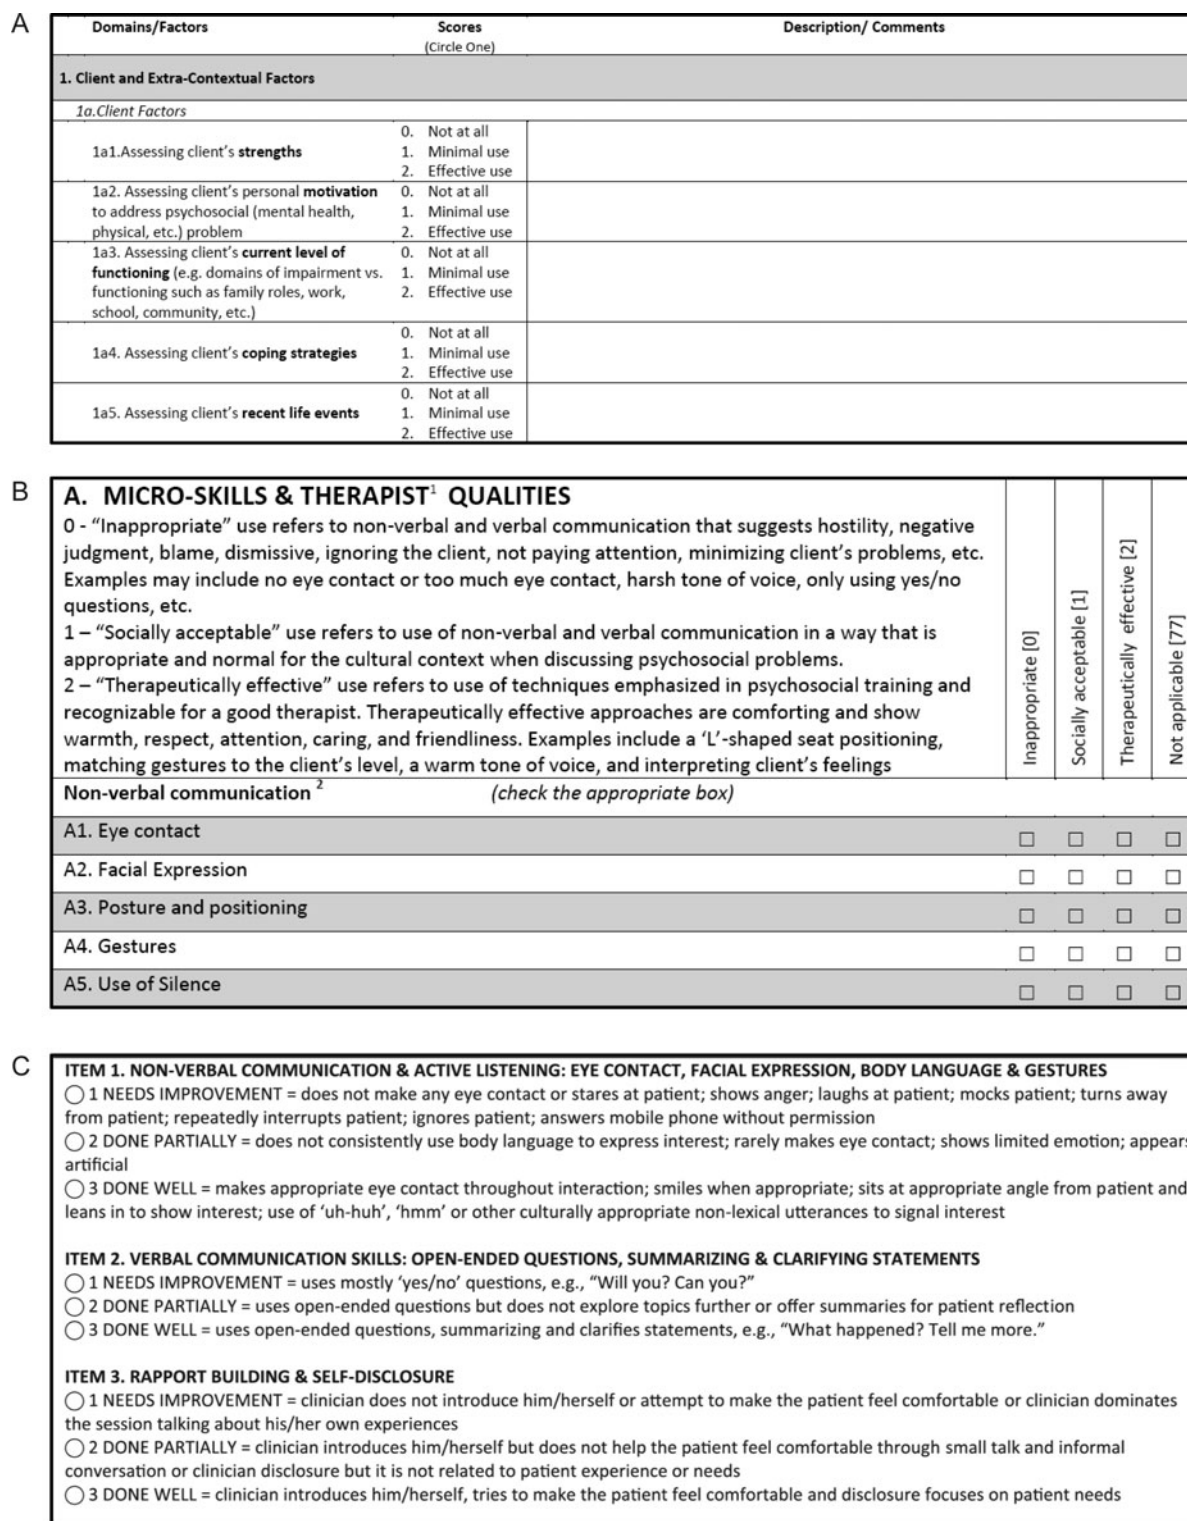 A
Domains/Factors
Scores
(Circle One)
Description/ Comments
1. Client and Extra-Contextual Factors
1a.Client Factors
1a1.Assessing client's strengths
0. Not at all
1. Minimal use
2. Effective use
1a2. Assessing client's personal motivation
to address psychosocial (mental health,
physical, etc.) problem
0. Not at all
1. Minimal use
2. Effective use
1a3. Assessing client's current level of
functioning (e.g. domains of impairment vs.
functioning such as family roles, work,
school, community, etc.)
0. Not at all
1. Minimal use
2. Effective use
1a4. Assessing client's coping strategies
0. Not at all
1. Minimal use
2. Effective use
1a5. Assessing client's recent life events
0. Not at all
1. Minimal use
2. Effective use
B
A. MICRO-SKILLS & THERAPIST¹ QUALITIES
0 - “Inappropriate” use refers to non-verbal and verbal communication that suggests hostility, negative
judgment, blame, dismissive, ignoring the client, not paying attention, minimizing client's problems, etc.
Examples may include no eye contact or too much eye contact, harsh tone of voice, only using yes/no
questions, etc.
1 – “Socially acceptable” use refers to use of non-verbal and verbal communication in a way that is
appropriate and normal for the cultural context when discussing psychosocial problems.
2 – “Therapeutically effective” use refers to use of techniques emphasized in psychosocial training and
recognizable for a good therapist. Therapeutically effective approaches are comforting and show
warmth, respect, attention, caring, and friendliness. Examples include a ‘L’-shaped seat positioning,
matching gestures to the client's level, a warm tone of voice, and interpreting client's feelings
Inappropriate [0]
Socially acceptable [1]
Therapeutically effective [2]
Not applicable [77]
Non-verbal communication ² (check the appropriate box)
A1. Eye contact
A2. Facial Expression
A3. Posture and positioning
A4. Gestures
A5. Use of Silence
C
ITEM 1. NON-VERBAL COMMUNICATION & ACTIVE LISTENING: EYE CONTACT, FACIAL EXPRESSION, BODY LANGUAGE & GESTURES
1 NEEDS IMPROVEMENT = does not make any eye contact or stares at patient; shows anger; laughs at patient; mocks patient; turns away
from patient; repeatedly interrupts patient; ignores patient; answers mobile phone without permission
2 DONE PARTIALLY = does not consistently use body language to express interest; rarely makes eye contact; shows limited emotion; appears
artificial
3 DONE WELL = makes appropriate eye contact throughout interaction; smiles when appropriate; sits at appropriate angle from patient and
leans in to show interest; use of ‘uh-huh’, ‘hmm’ or other culturally appropriate non-lexical utterances to signal interest
ITEM 2. VERBAL COMMUNICATION SKILLS: OPEN-ENDED QUESTIONS, SUMMARIZING & CLARIFYING STATEMENTS
1 NEEDS IMPROVEMENT = uses mostly ‘yes/no’ questions, e.g., “Will you? Can you?”
2 DONE PARTIALLY = uses open-ended questions but does not explore topics further or offer summaries for patient reflection
3 DONE WELL = uses open-ended questions, summarizing and clarifies statements, e.g., “What happened? Tell me more.”
ITEM 3. RAPPORT BUILDING & SELF-DISCLOSURE
1 NEEDS IMPROVEMENT = clinician does not introduce him/herself or attempt to make the patient feel comfortable or clinician dominates
the session talking about his/her own experiences
2 DONE PARTIALLY = clinician introduces him/herself but does not help the patient feel comfortable through small talk and informal
conversation or clinician disclosure but it is not related to patient experience or needs
3 DONE WELL = clinician introduces him/herself, tries to make the patient feel comfortable and disclosure focuses on patient needs